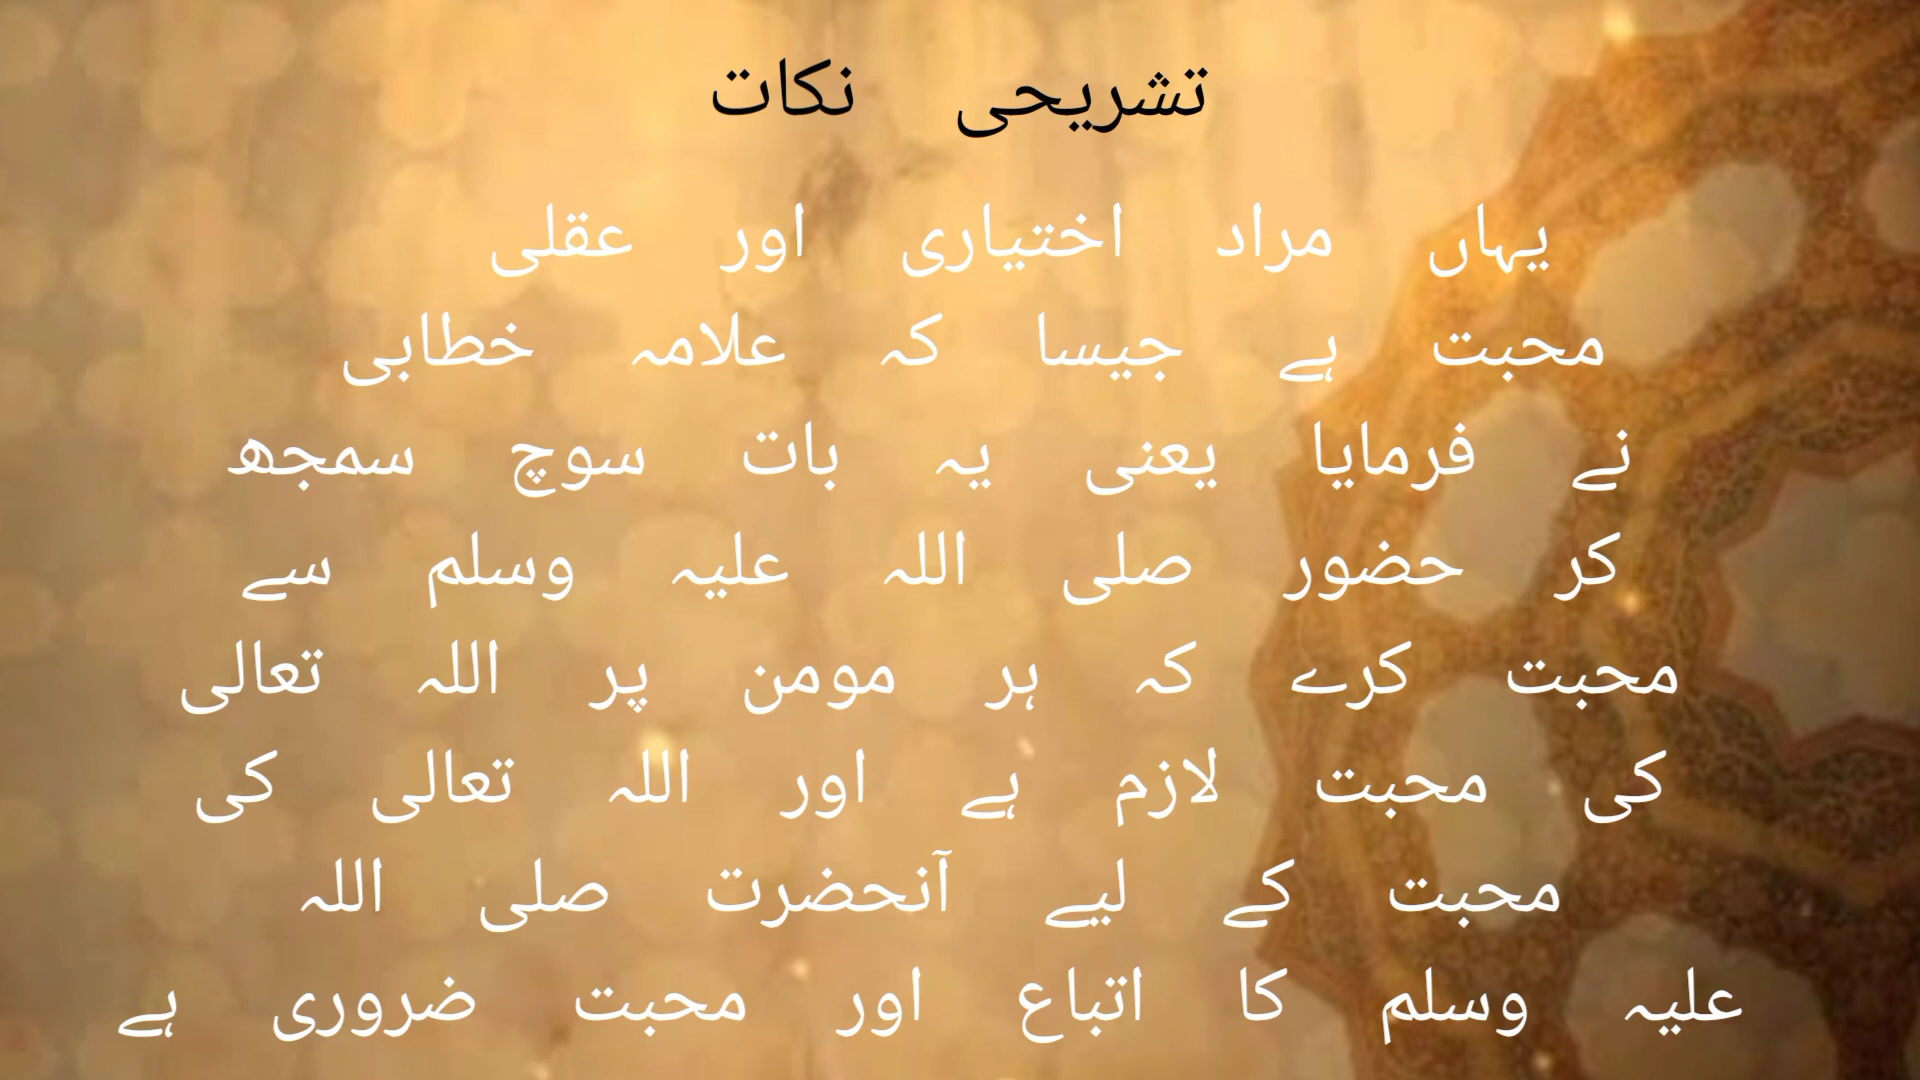 تشریحی نکات
یہاں مراد اختیاری اور عقلی
محبت ہے جیسا کہ علامہ خطابی
نے فرمایا یعنی یہ بات سوچ سمجھ
کر حضور صلی اللہ علیہ وسلم سے
محبت کرے کہ ہر مومن پر اللہ تعالی
کی محبت لازم ہے اور اللہ تعالی کی
محبت کے لیے آنحضرت صلی اللہ
علیہ وسلم کا اتباع اور محبت ضروری ہے